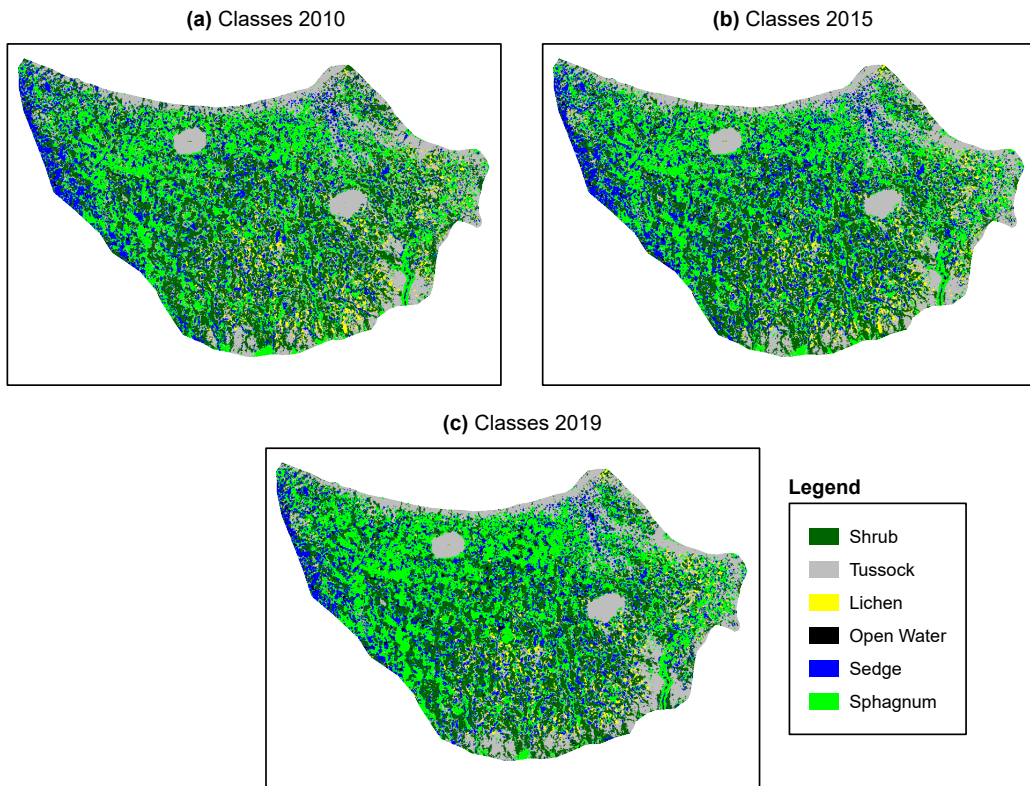 (a) Classes 2010
(b) Classes 2015
(c) Classes 2019
Legend
Shrub
Tussock
Lichen
Open Water
Sedge
Sphagnum